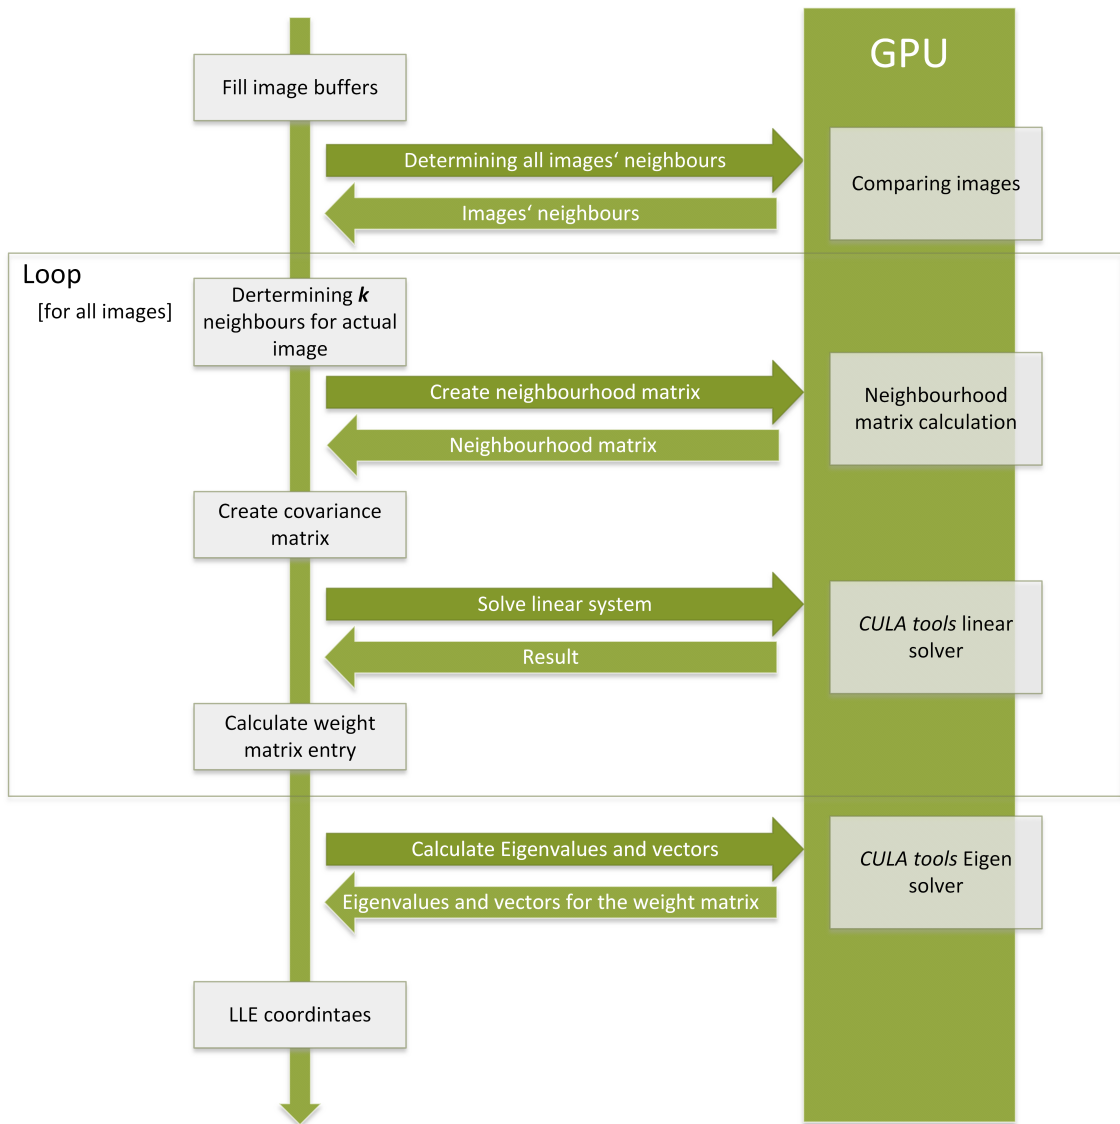 GPU
Fill image buffers
Determining all images‘ neighbours
Comparing images
Images‘ neighbours
Loop
[for all images]
Dertermining k
neighbours for actual
image
Create neighbourhood matrix
Neighbourhood
matrix calculation
Neighbourhood matrix
Create covariance
matrix
Solve linear system
CULA tools linear
solver
Result
Calculate weight
matrix entry
Calculate Eigenvalues and vectors
CULA tools Eigen
solver
Eigenvalues and vectors for the weight matrix
LLE coordintaes